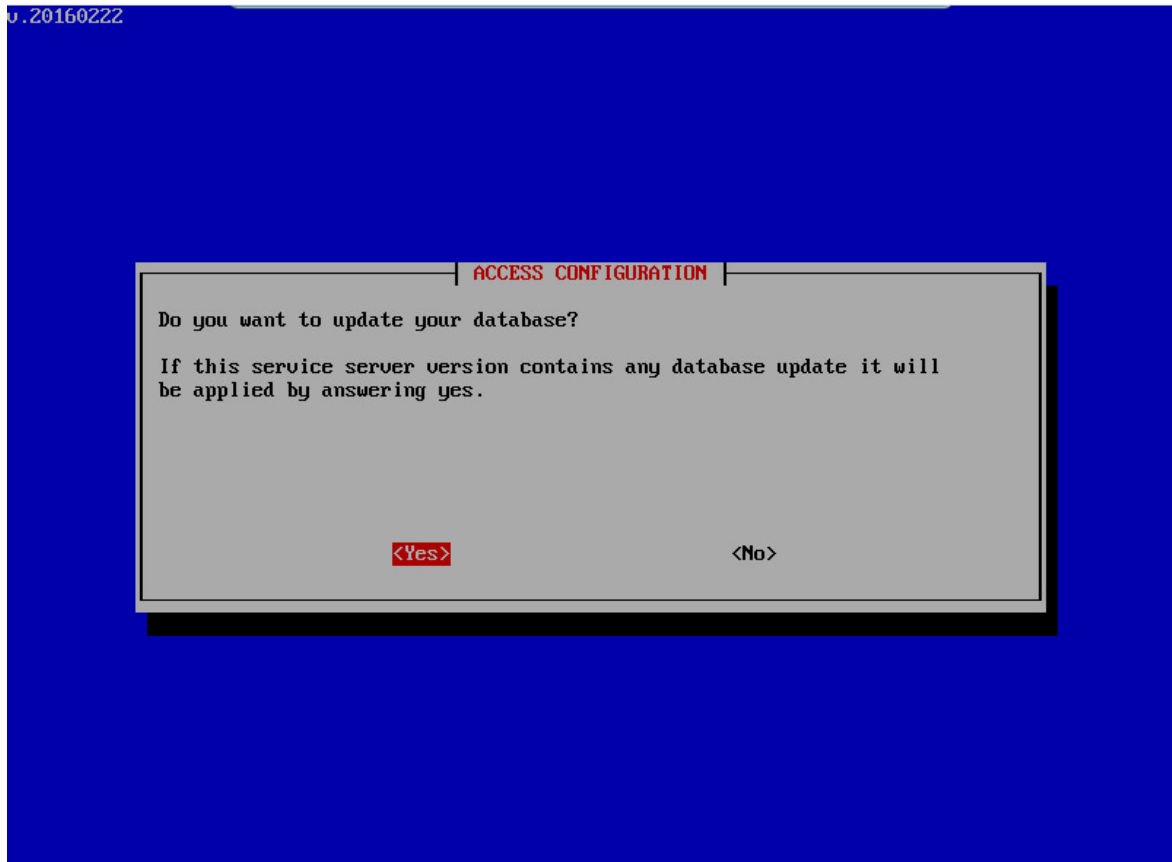 v.20160222
ACCESS CONFIGURATION
Do you want to update your database?
If this service server version contains any database update it will
be applied by answering yes.
<Yes> <No>